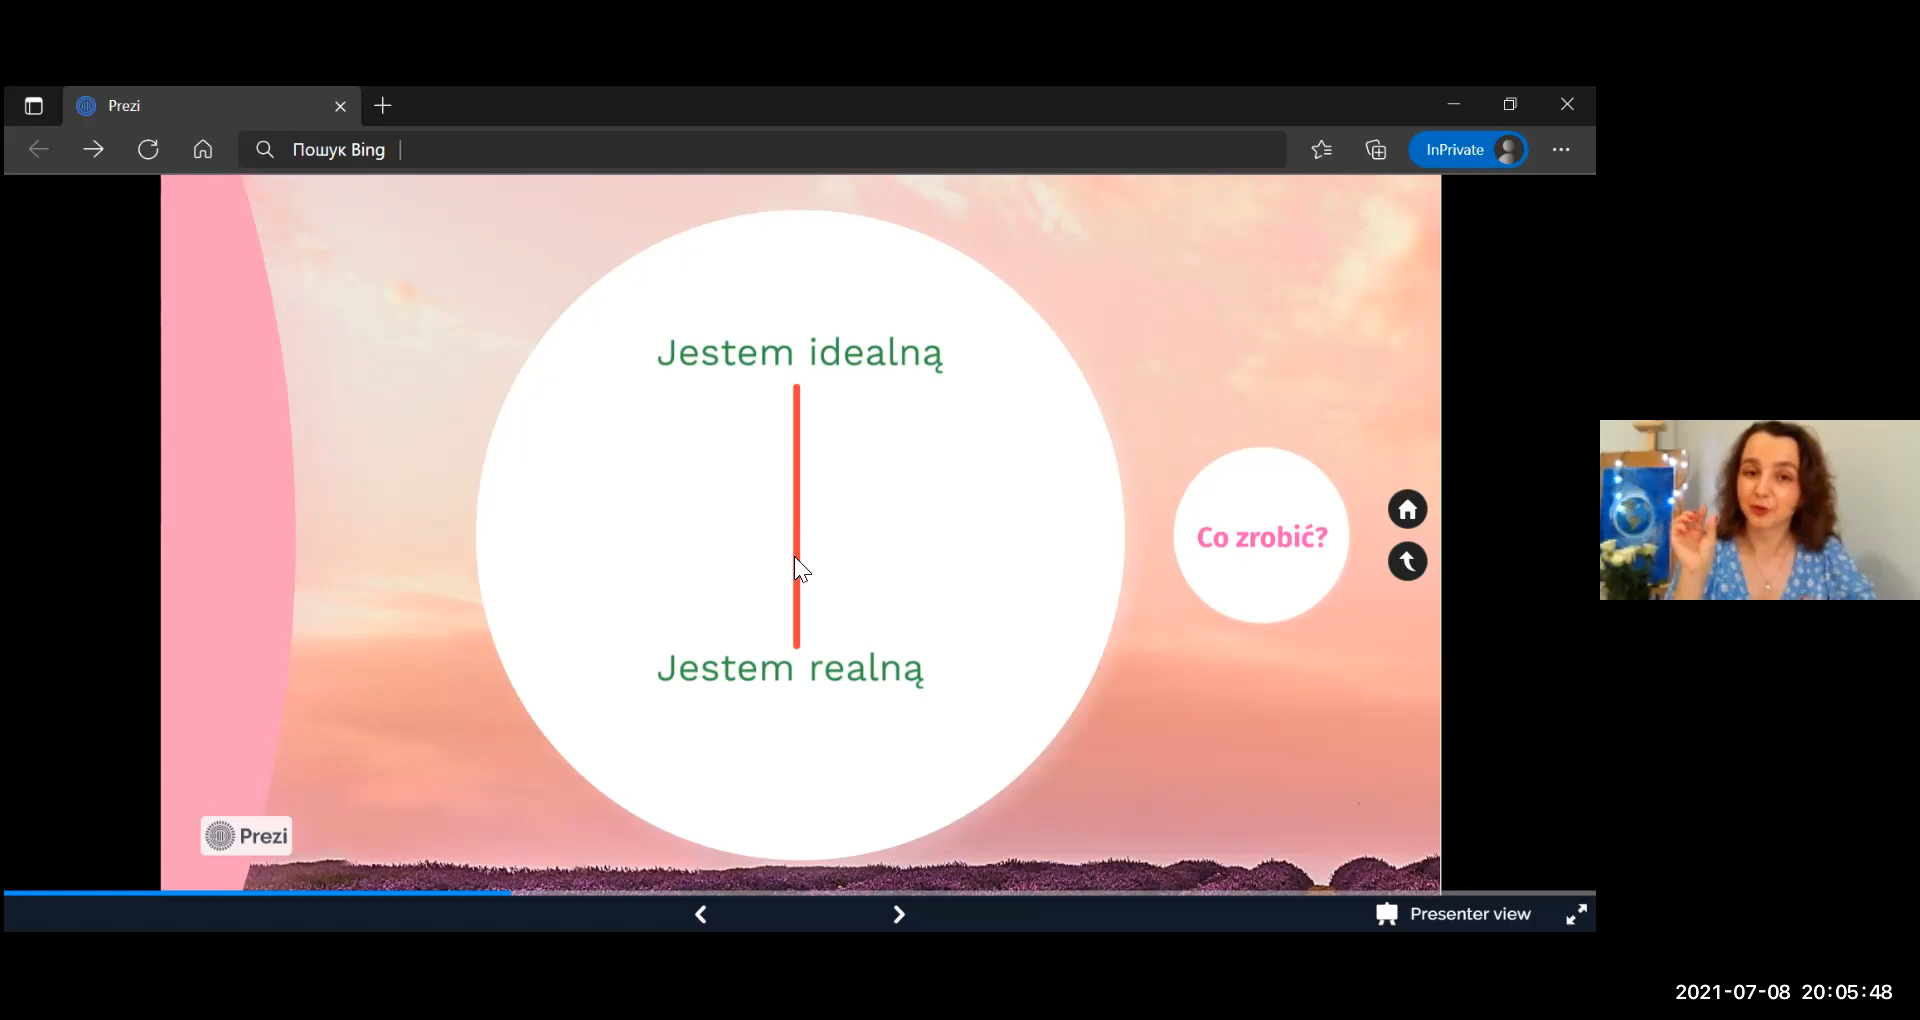 Prezi
Пошук Bing
InPrivate
Jestem idealną
Jestem realną
Co zrobić?
Prezi
Presenter view
2021-07-08 20:05:48